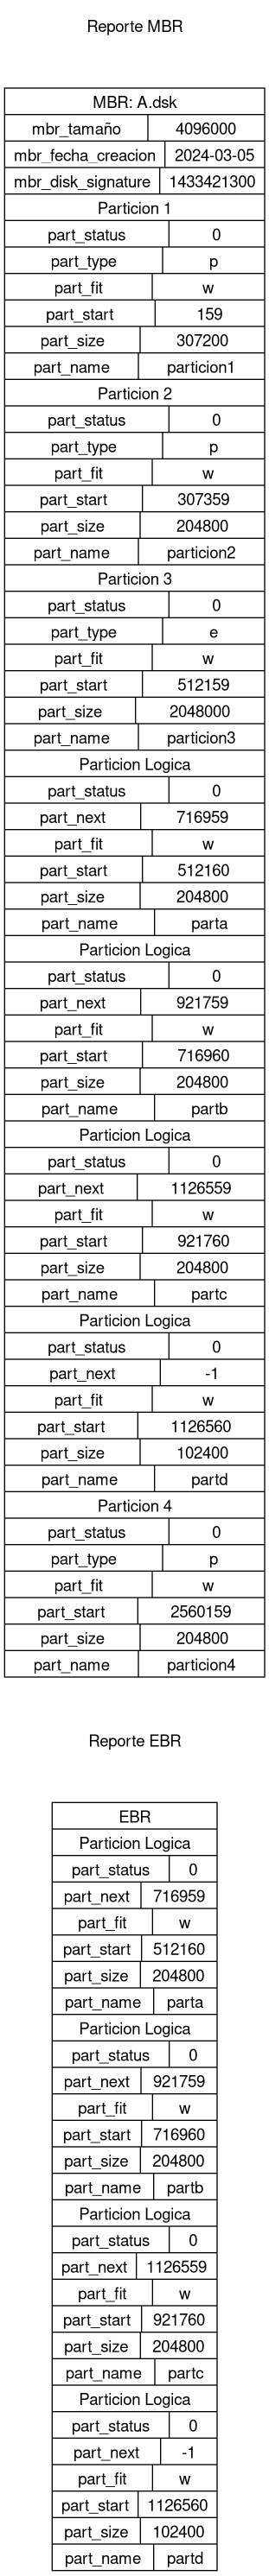 Reporte MBR
MBR: A.dsk
mbr_tamaño 4096000
mbr_fecha_creacion 2024-03-05
mbr_disk_signature 1433421300
Particion 1
part_status 0
part_type p
part_fit w
part_start 159
part_size 307200
part_name particion1
Particion 2
part_status 0
part_type p
part_fit w
part_start 307359
part_size 204800
part_name particion2
Particion 3
part_status 0
part_type e
part_fit w
part_start 512159
part_size 2048000
part_name particion3
Particion Logica
part_status 0
part_next 716959
part_fit w
part_start 512160
part_size 204800
part_name parta
Particion Logica
part_status 0
part_next 921759
part_fit w
part_start 716960
part_size 204800
part_name partb
Particion Logica
part_status 0
part_next 1126559
part_fit w
part_start 921760
part_size 204800
part_name partc
Particion Logica
part_status 0
part_next -1
part_fit w
part_start 1126560
part_size 102400
part_name partd
Particion 4
part_status 0
part_type p
part_fit w
part_start 2560159
part_size 204800
part_name particion4
Reporte EBR
EBR
Particion Logica
part_status 0
part_next 716959
part_fit w
part_start 512160
part_size 204800
part_name parta
Particion Logica
part_status 0
part_next 921759
part_fit w
part_start 716960
part_size 204800
part_name partb
Particion Logica
part_status 0
part_next 1126559
part_fit w
part_start 921760
part_size 204800
part_name partc
Particion Logica
part_status 0
part_next -1
part_fit w
part_start 1126560
part_size 102400
part_name partd